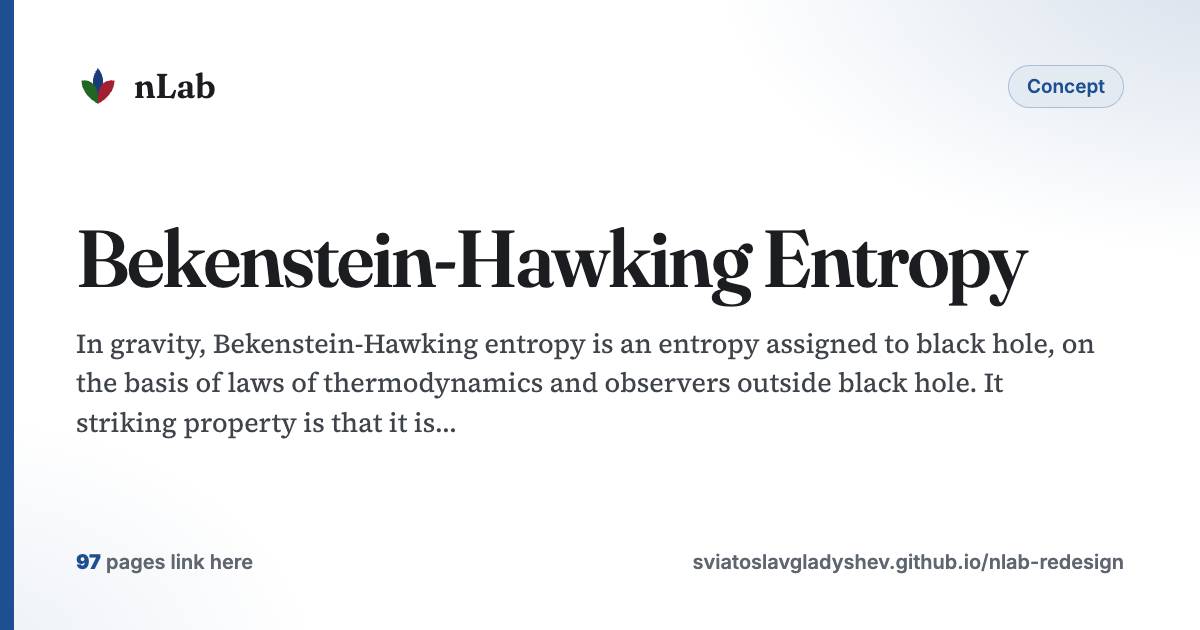 nLab
Concept
Bekenstein-Hawking Entropy
In gravity, Bekenstein-Hawking entropy is an entropy assigned to black hole, on
the basis of laws of thermodynamics and observers outside black hole. It
striking property is that it is...
97 pages link here
sviatoslavgladyshev.github.io/nlab-redesign